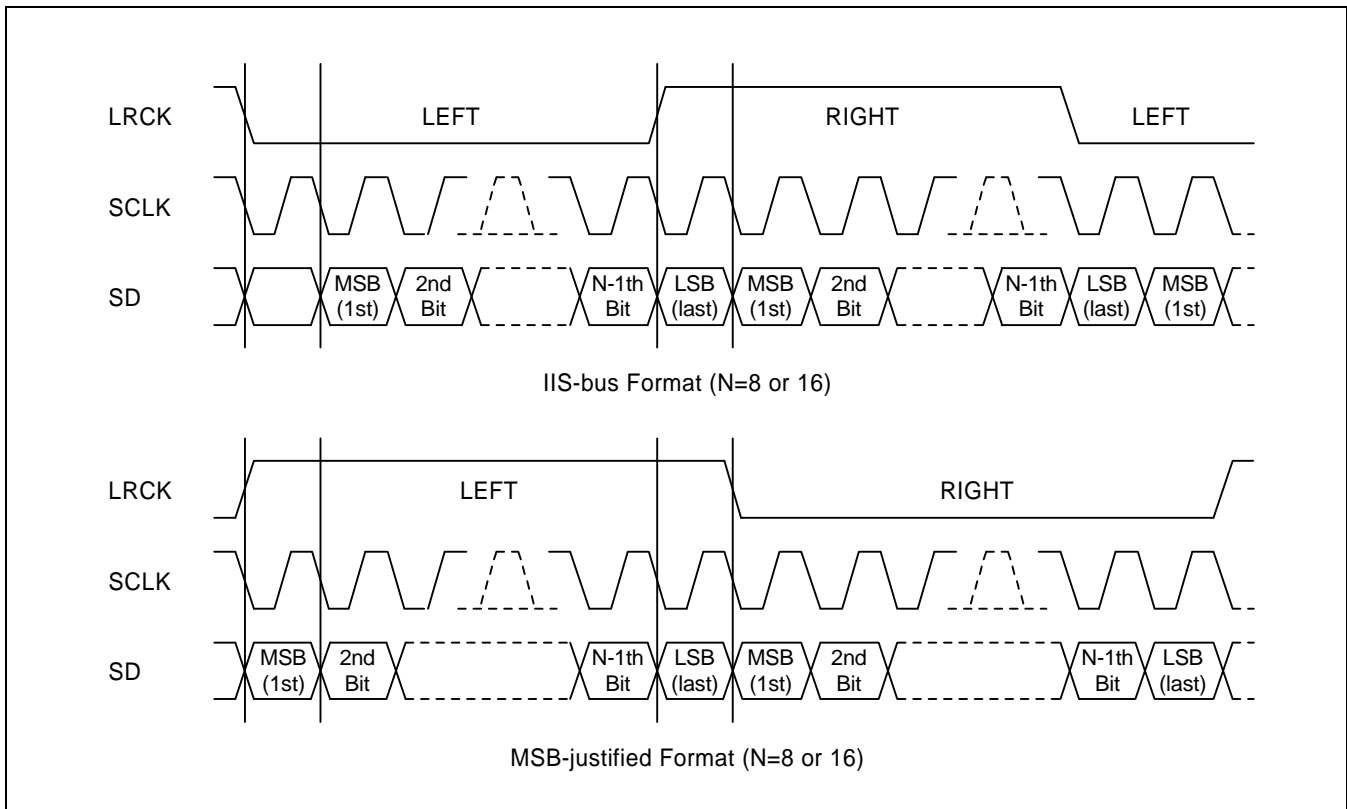 LRCK LEFT RIGHT LEFT
SCLK
SD MSB (1st) 2nd Bit N-1th Bit LSB (last) MSB (1st) 2nd Bit N-1th Bit LSB (last) MSB (1st)
IIS-bus Format (N=8 or 16)
LRCK LEFT RIGHT
SCLK
SD MSB (1st) 2nd Bit N-1th Bit LSB (last) MSB (1st) 2nd Bit N-1th Bit LSB (last)
MSB-justified Format (N=8 or 16)